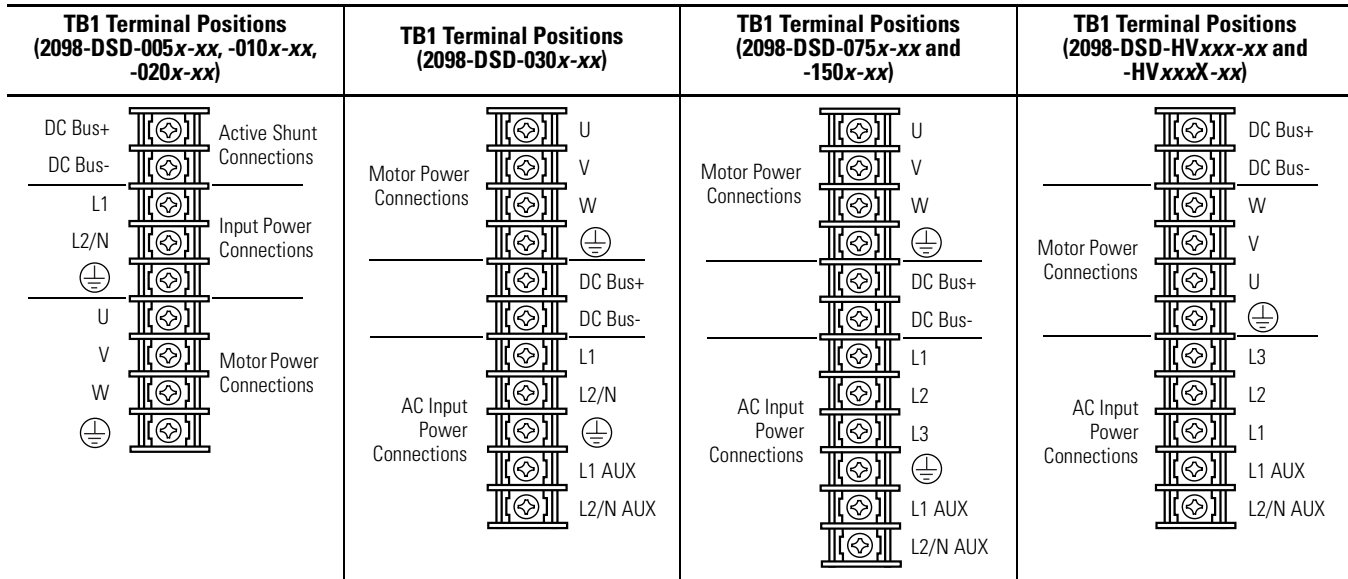 TB1 Terminal Positions
(2098-DSD-005x-xx, -010x-xx,
-020x-xx)
DC Bus+
DC Bus-
L1
L2/N
U
V
W
Active Shunt
Connections
Input Power
Connections
Motor Power
Connections
TB1 Terminal Positions
(2098-DSD-030x-xx)
Motor Power
Connections
AC Input
Power
Connections
U
V
W
DC Bus+
DC Bus-
L1
L2/N
L1 AUX
L2/N AUX
TB1 Terminal Positions
(2098-DSD-075x-xx and
-150x-xx)
Motor Power
Connections
AC Input
Power
Connections
U
V
W
DC Bus+
DC Bus-
L1
L2
L3
L1 AUX
L2/N AUX
TB1 Terminal Positions
(2098-DSD-HVxxx-xx and
-HVxxxX-xx)
Motor Power
Connections
AC Input
Power
Connections
DC Bus+
DC Bus-
W
V
U
L3
L2
L1
L1 AUX
L2/N AUX